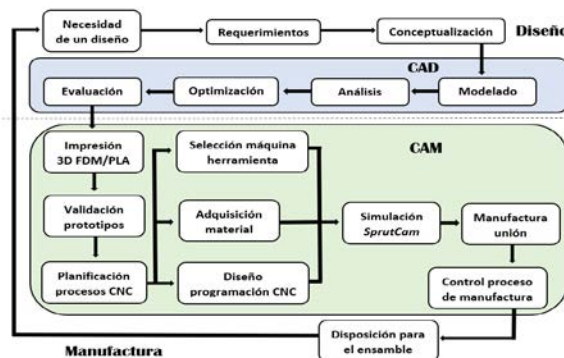 Necesidad
de un diseño
Requerimientos
Conceptualización
Diseño
CAD
Evaluación
Optimización
Análisis
Modelado
CAM
Impresión
3D FDM/PLA
Selección máquina
herramienta
Validación
prototipos
Adquisición
material
Simulación
SprutCam
Manufactura
unión
Planificación
procesos CNC
Diseño
programación CNC
Control proceso
de manufactura
Disposición para
el ensamble
Manufactura